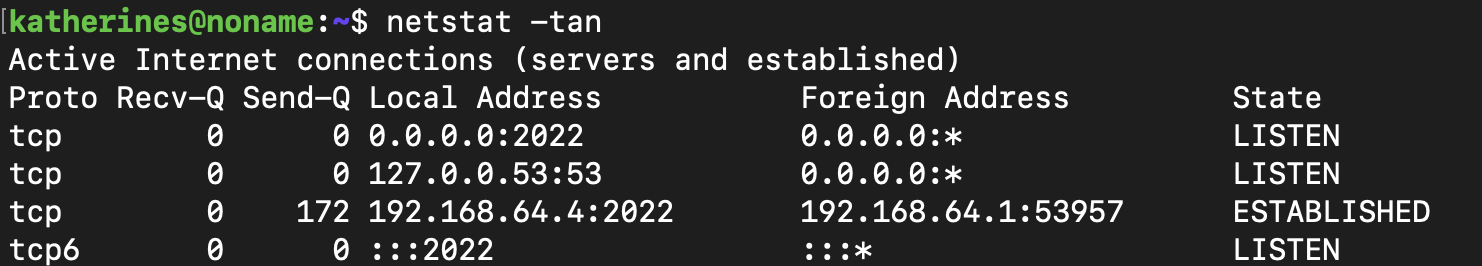 [katherines@noname:~$ netstat -tan
Active Internet connections (servers and established)
Proto Recv-Q Send-Q Local Address           Foreign Address         State
tcp        0      0 0.0.0.0:2022            0.0.0.0:*               LISTEN
tcp        0      0 127.0.0.53:53           0.0.0.0:*               LISTEN
tcp        0    172 192.168.64.4:2022       192.168.64.1:53957      ESTABLISHED
tcp6       0      0 :::2022                 :::*                    LISTEN